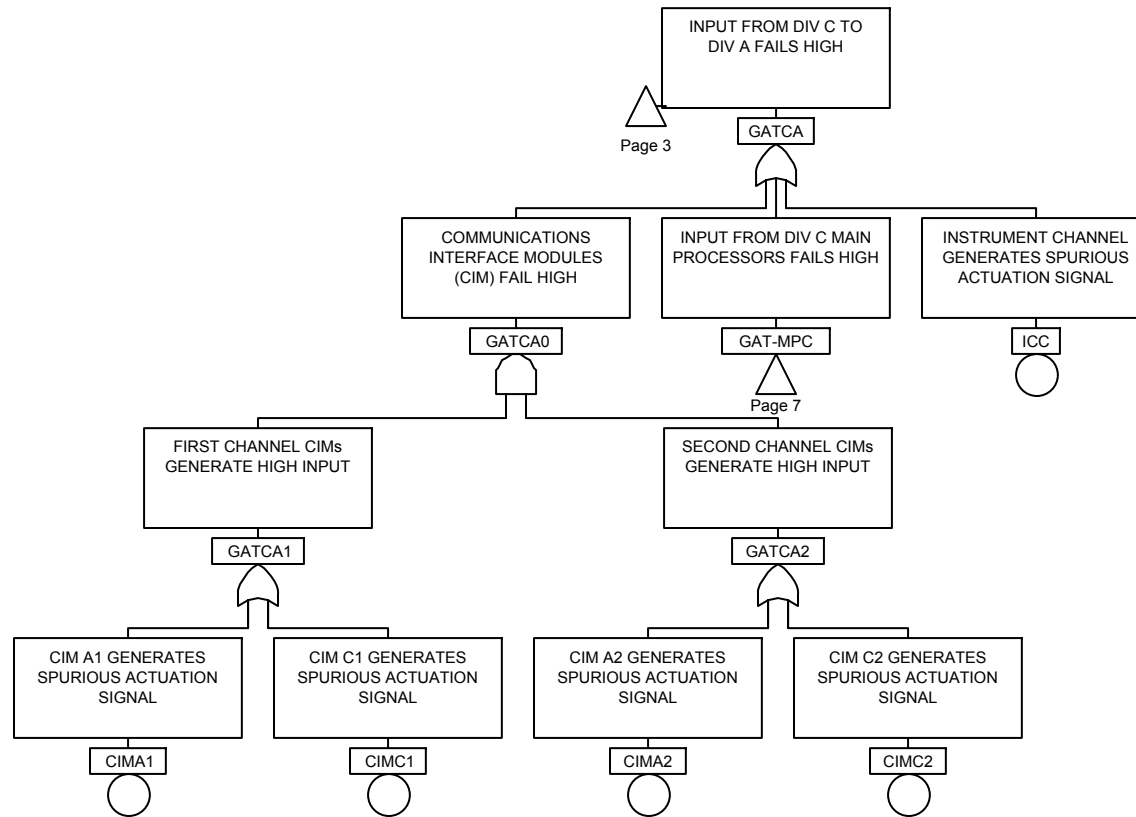 INPUT FROM DIV C TO
DIV A FAILS HIGH
Page 3
GATCA
COMMUNICATIONS
INTERFACE MODULES
(CIM) FAIL HIGH
GATCA0
INPUT FROM DIV C MAIN
PROCESSORS FAILS HIGH
GAT-MPC
Page 7
INSTRUMENT CHANNEL
GENERATES SPURIOUS
ACTUATION SIGNAL
ICC
FIRST CHANNEL CIMs
GENERATE HIGH INPUT
GATCA1
SECOND CHANNEL CIMs
GENERATE HIGH INPUT
GATCA2
CIM A1 GENERATES
SPURIOUS ACTUATION
SIGNAL
CIMA1
CIM C1 GENERATES
SPURIOUS ACTUATION
SIGNAL
CIMC1
CIM A2 GENERATES
SPURIOUS ACTUATION
SIGNAL
CIMA2
CIM C2 GENERATES
SPURIOUS ACTUATION
SIGNAL
CIMC2